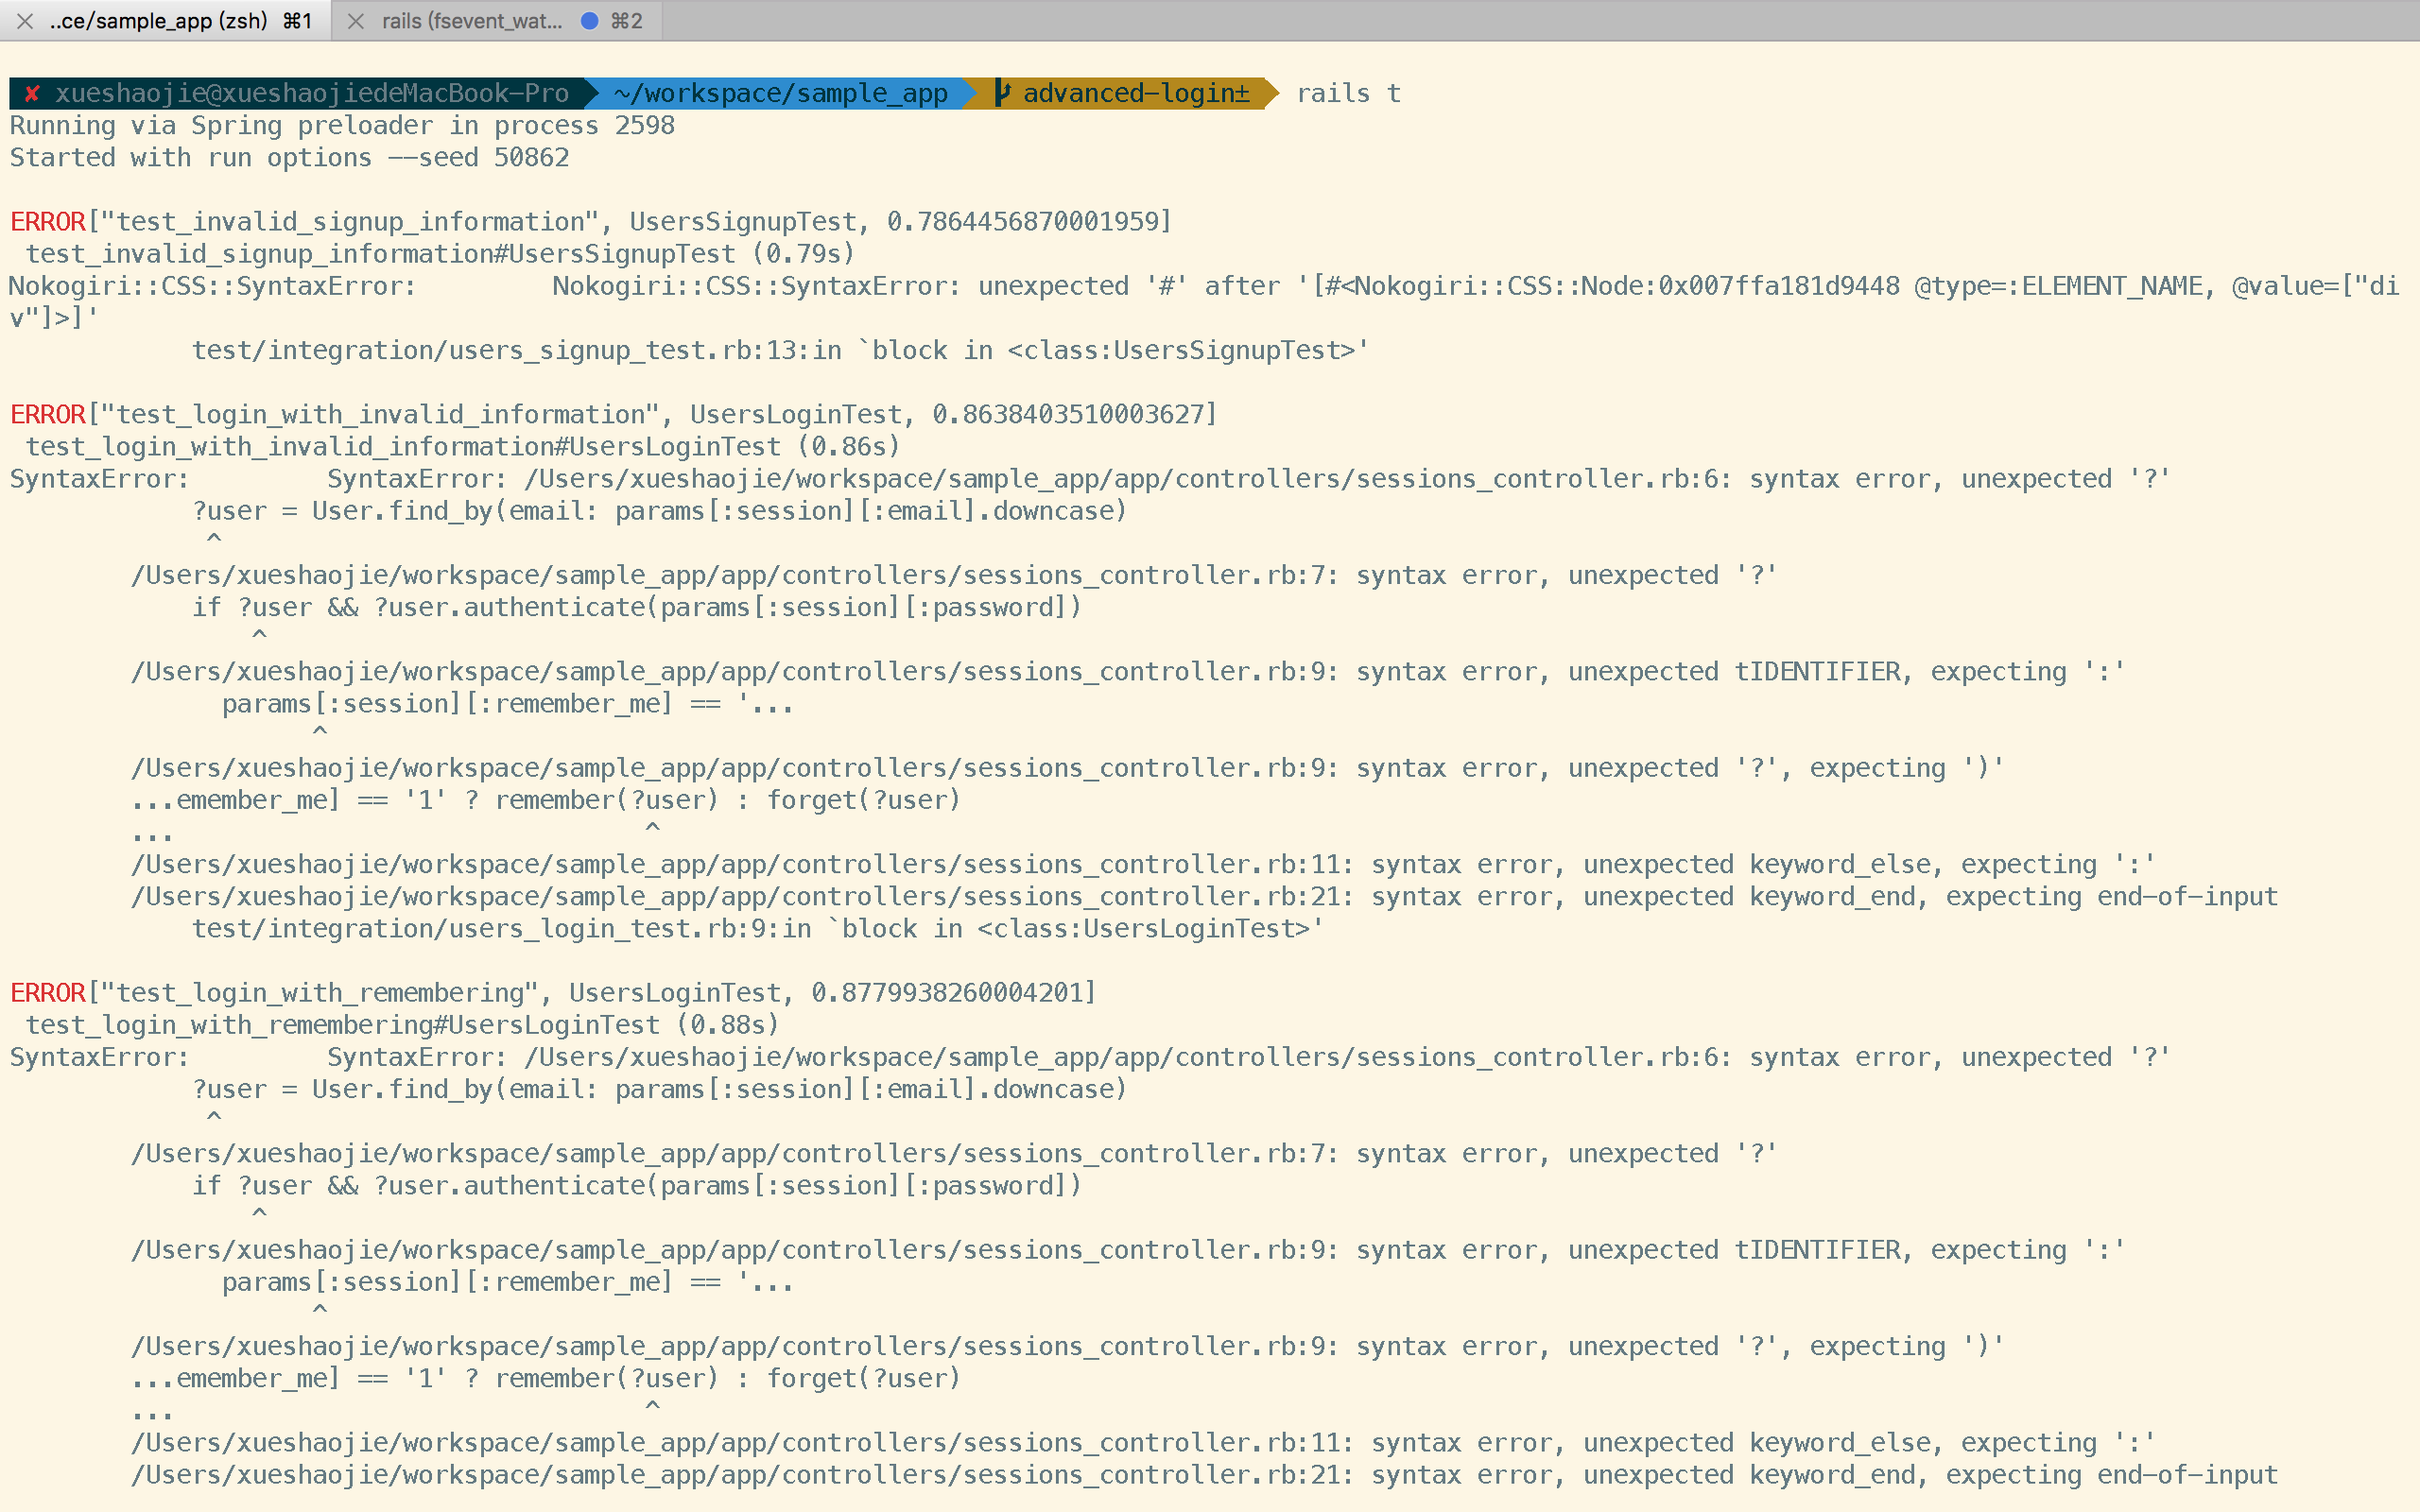 ..ce/sample_app (zsh) ⌘1 rails (fsevent_wat... ⌘2
✘ xueshaojie@xueshaojiedeMacBook-Pro ~/workspace/sample_app advanced-login± rails t
Running via Spring preloader in process 2598
Started with run options --seed 50862
ERROR["test_invalid_signup_information", UsersSignupTest, 0.7864456870001959]
test_invalid_signup_information#UsersSignupTest (0.79s)
Nokogiri::CSS::SyntaxError: Nokogiri::CSS::SyntaxError: unexpected '#' after '[#<Nokogiri::CSS::Node:0x007ffa181d9448 @type=:ELEMENT_NAME, @value=["di
v"]>]'
test/integration/users_signup_test.rb:13:in `block in <class:UsersSignupTest>'
ERROR["test_login_with_invalid_information", UsersLoginTest, 0.8638403510003627]
test_login_with_invalid_information#UsersLoginTest (0.86s)
SyntaxError: SyntaxError: /Users/xueshaojie/workspace/sample_app/app/controllers/sessions_controller.rb:6: syntax error, unexpected '?'
?user = User.find_by(email: params[:session][:email].downcase)
^
/Users/xueshaojie/workspace/sample_app/app/controllers/sessions_controller.rb:7: syntax error, unexpected '?'
if ?user && ?user.authenticate(params[:session][:password])
^
/Users/xueshaojie/workspace/sample_app/app/controllers/sessions_controller.rb:9: syntax error, unexpected tIDENTIFIER, expecting ':'
params[:session][:remember_me] == '...
^
/Users/xueshaojie/workspace/sample_app/app/controllers/sessions_controller.rb:9: syntax error, unexpected '?', expecting ')'
...emember_me] == '1' ? remember(?user) : forget(?user)
... ^
/Users/xueshaojie/workspace/sample_app/app/controllers/sessions_controller.rb:11: syntax error, unexpected keyword_else, expecting ':'
/Users/xueshaojie/workspace/sample_app/app/controllers/sessions_controller.rb:21: syntax error, unexpected keyword_end, expecting end-of-input
test/integration/users_login_test.rb:9:in `block in <class:UsersLoginTest>'
ERROR["test_login_with_remembering", UsersLoginTest, 0.8779938260004201]
test_login_with_remembering#UsersLoginTest (0.88s)
SyntaxError: SyntaxError: /Users/xueshaojie/workspace/sample_app/app/controllers/sessions_controller.rb:6: syntax error, unexpected '?'
?user = User.find_by(email: params[:session][:email].downcase)
^
/Users/xueshaojie/workspace/sample_app/app/controllers/sessions_controller.rb:7: syntax error, unexpected '?'
if ?user && ?user.authenticate(params[:session][:password])
^
/Users/xueshaojie/workspace/sample_app/app/controllers/sessions_controller.rb:9: syntax error, unexpected tIDENTIFIER, expecting ':'
params[:session][:remember_me] == '...
^
/Users/xueshaojie/workspace/sample_app/app/controllers/sessions_controller.rb:9: syntax error, unexpected '?', expecting ')'
...emember_me] == '1' ? remember(?user) : forget(?user)
... ^
/Users/xueshaojie/workspace/sample_app/app/controllers/sessions_controller.rb:11: syntax error, unexpected keyword_else, expecting ':'
/Users/xueshaojie/workspace/sample_app/app/controllers/sessions_controller.rb:21: syntax error, unexpected keyword_end, expecting end-of-input